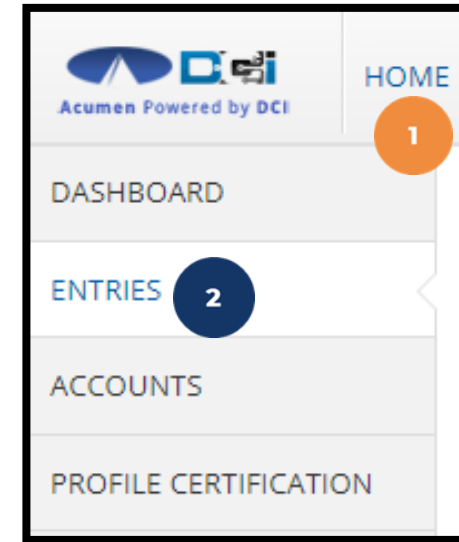 DCI HOME
Acumen Powered by DCI
1
DASHBOARD
ENTRIES 2
ACCOUNTS
PROFILE CERTIFICATION